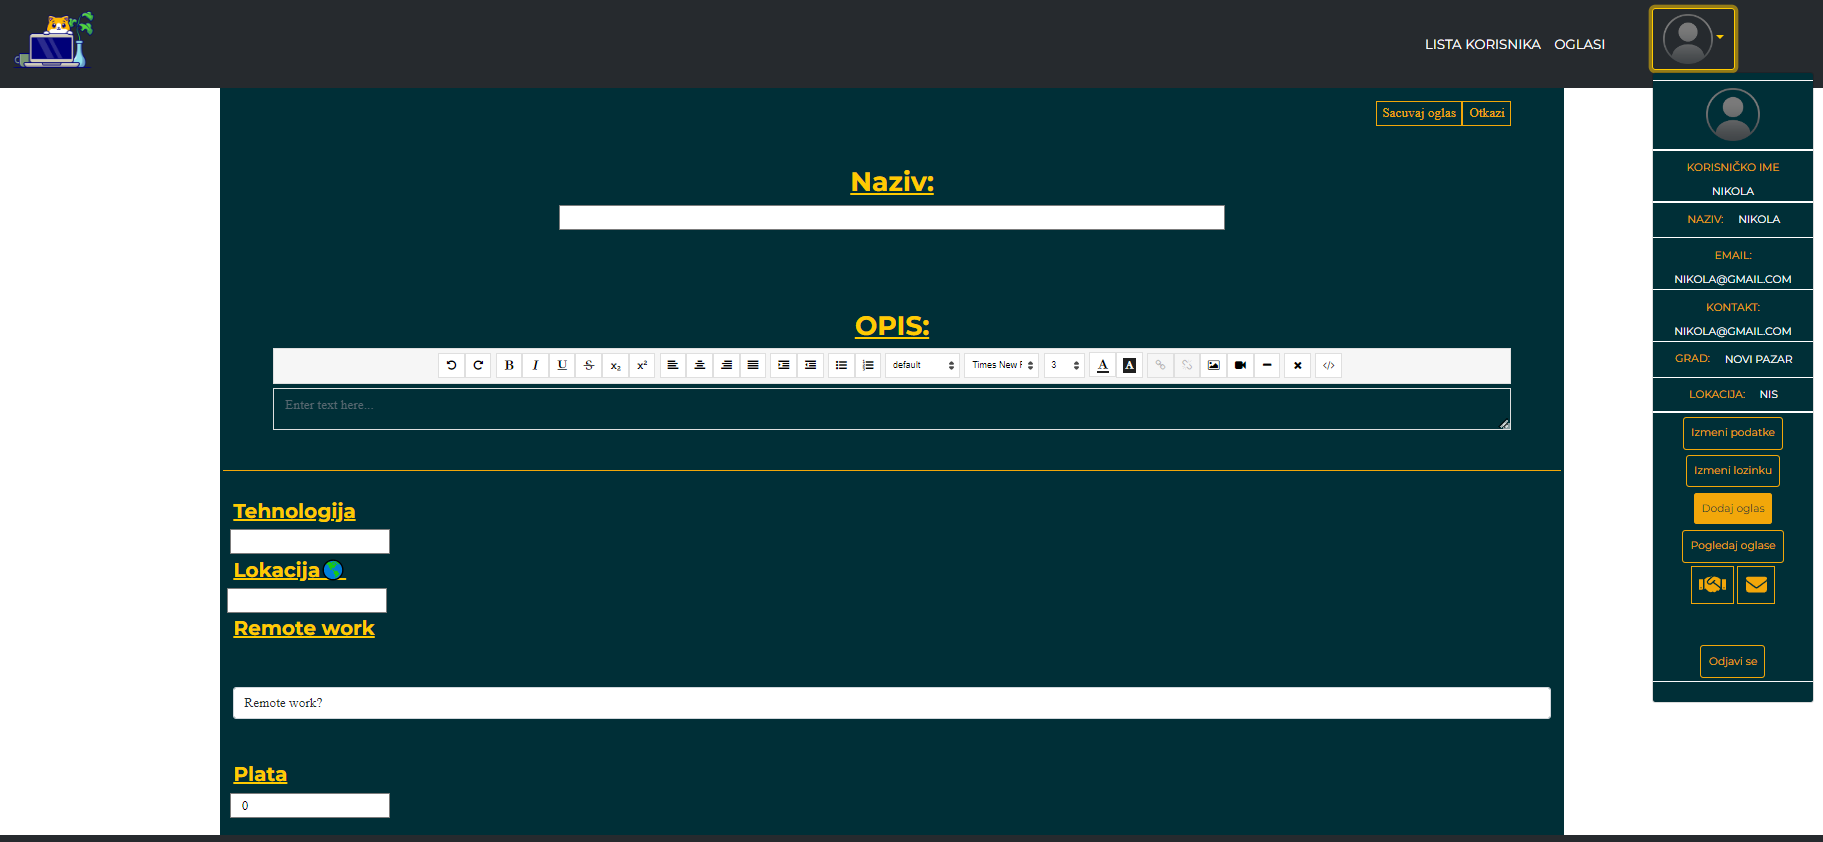 LISTA KORISNIKA OGLASI
Sacuvaj oglas Otkazi
Naziv:
OPIS:
B I U S x₂ x² default Times New R 3 A A </>
Enter text here...
Tehnologija
Lokacija
Remote work
Remote work?
Plata
0
KORISNIČKO IME
NIKOLA
NAZIV: NIKOLA
EMAIL:
NIKOLA@GMAIL.COM
KONTAKT:
NIKOLA@GMAIL.COM
GRAD: NOVI PAZAR
LOKACIJA: NIS
Izmeni podatke
Izmeni lozinku
Dodaj oglas
Pogledaj oglase
Odjavi se